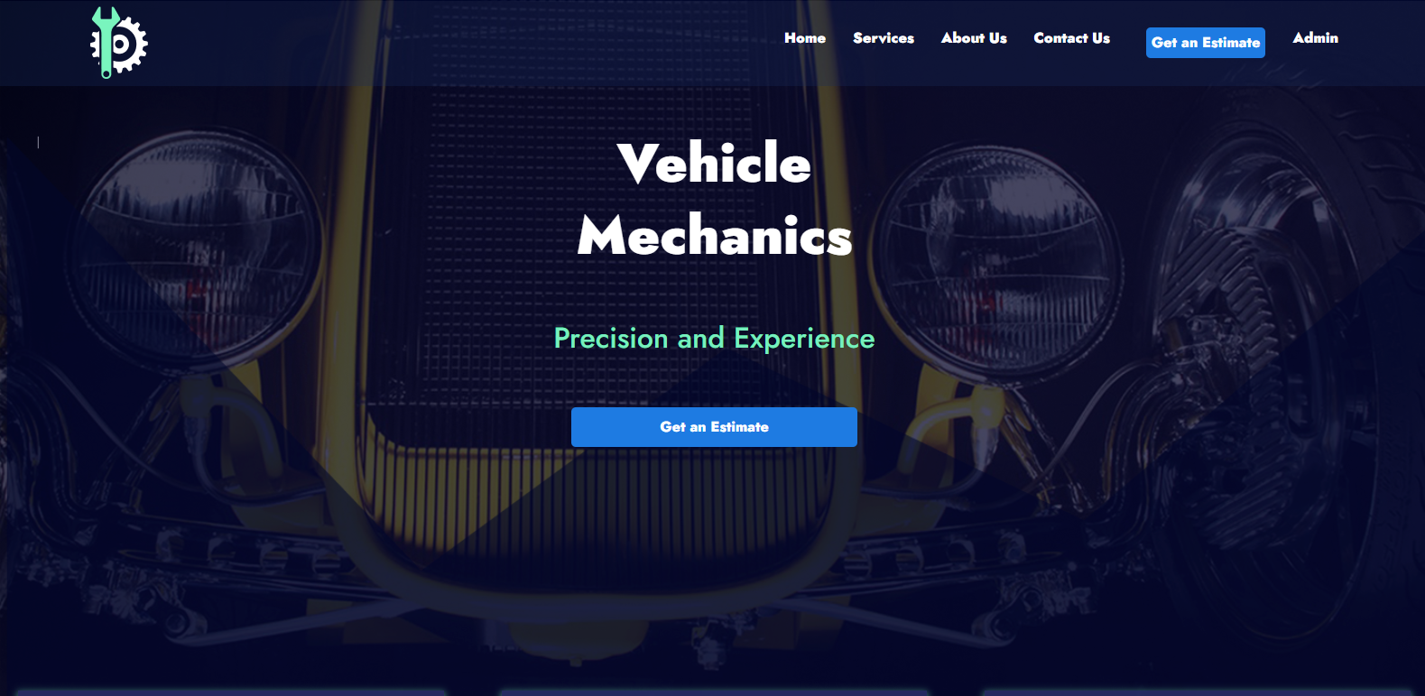 Home Services About Us Contact Us Get an Estimate Admin
Vehicle
Mechanics
Precision and Experience
Get an Estimate